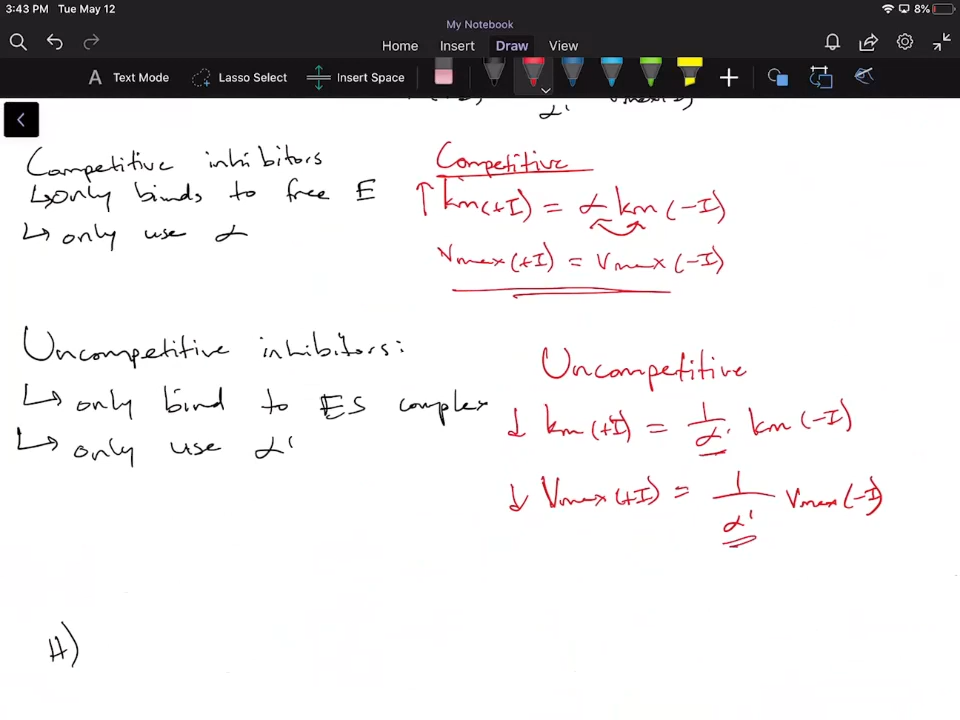 3:43 PM Tue May 12
8%
My Notebook
Home Insert Draw View
Text Mode Lasso Select Insert Space
α' Vmax(-I)
Competitive inhibitors
↳ only binds to free E
↳ only use α
Competitive
↑ km(+I) = α km(-I)
Vmax(+I) = Vmax(-I)
Uncompetitive inhibitors:
↳ only bind to ES complex
↳ only use α'
Uncompetitive
↓ km(+I) = 1/α' km(-I)
↓ Vmax(+I) = 1/α' Vmax(-I)
A)